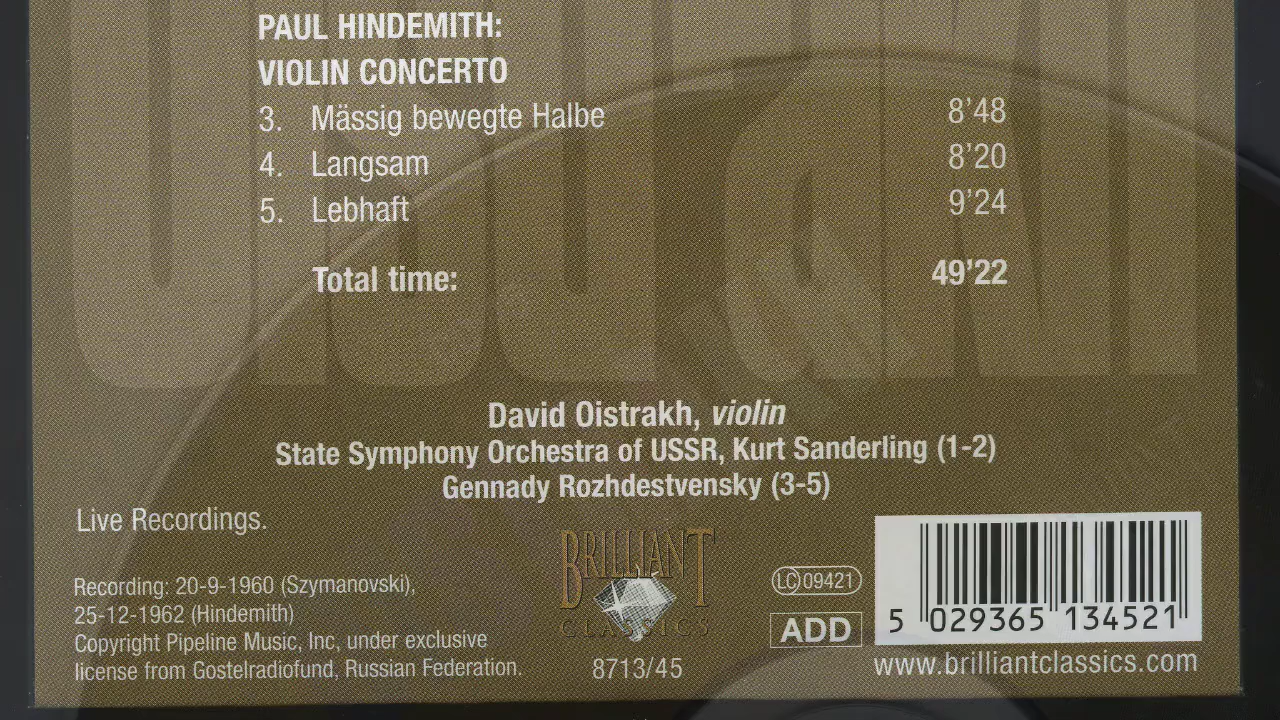 PAUL HINDEMITH:
VIOLIN CONCERTO
3. Mässig bewegte Halbe 8’48
4. Langsam 8’20
5. Lebhaft 9’24
Total time: 49’22
David Oistrakh, violin
State Symphony Orchestra of USSR, Kurt Sanderling (1-2)
Gennady Rozhdestvensky (3-5)
Live Recordings.
Recording: 20-9-1960 (Szymanovski),
25-12-1962 (Hindemith)
Copyright Pipeline Music, Inc, under exclusive
license from Gostelradiofund, Russian Federation.
BRILLIANT
CLASSICS
8713/45
LC 09421
ADD
5 029365 134521
www.brilliantclassics.com